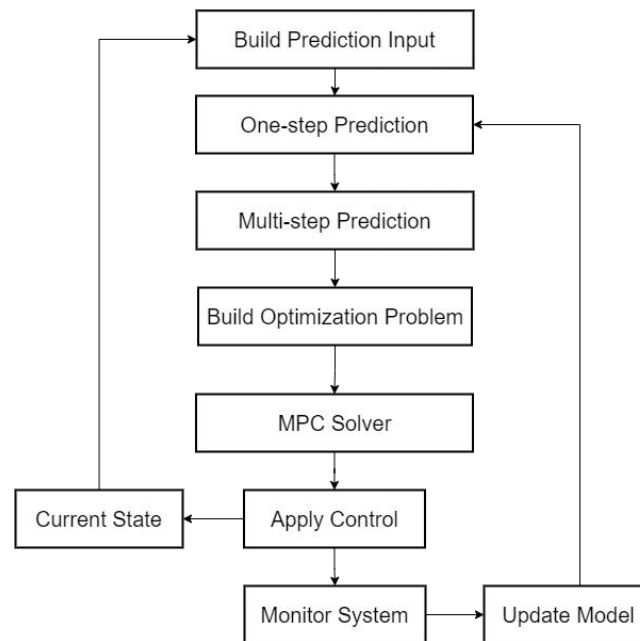 Build Prediction Input
One-step Prediction
Multi-step Prediction
Build Optimization Problem
MPC Solver
Current State
Apply Control
Monitor System
Update Model